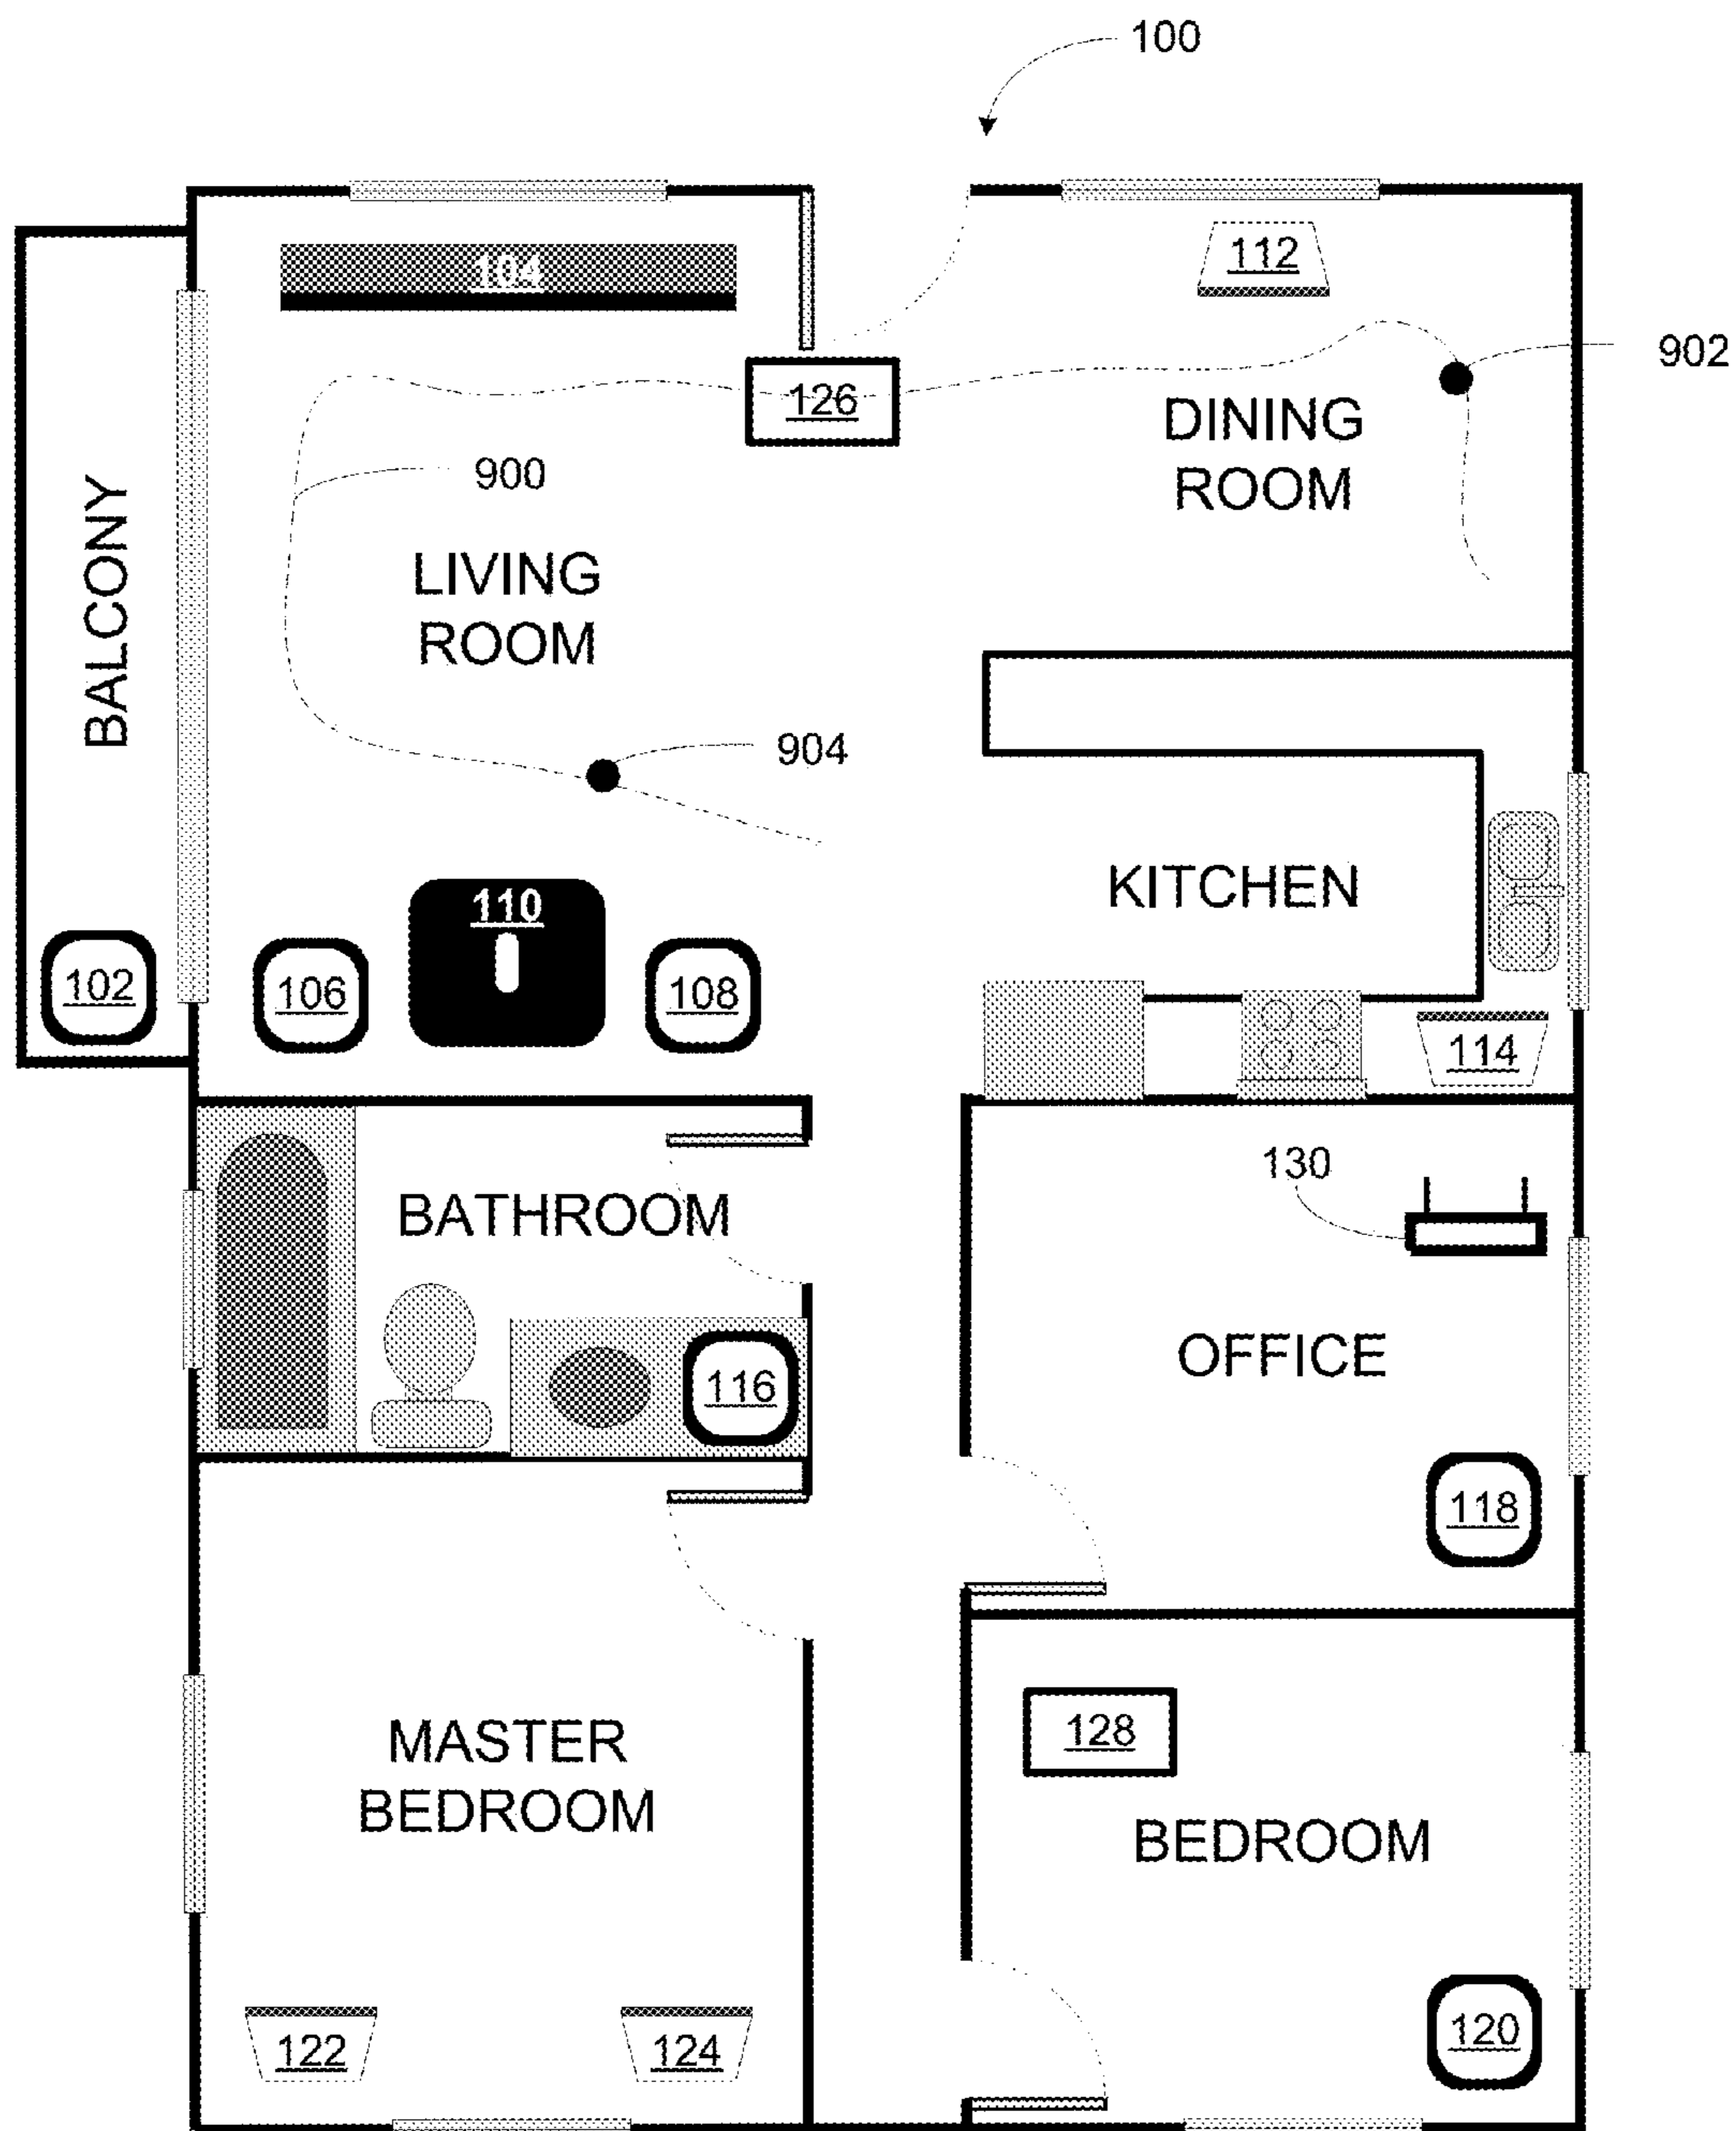 100
104
112
902
126
DINING
ROOM
900
BALCONY
LIVING
ROOM
904
KITCHEN
110
102
106
108
114
130
BATHROOM
OFFICE
116
118
128
MASTER
BEDROOM
BEDROOM
120
122
124